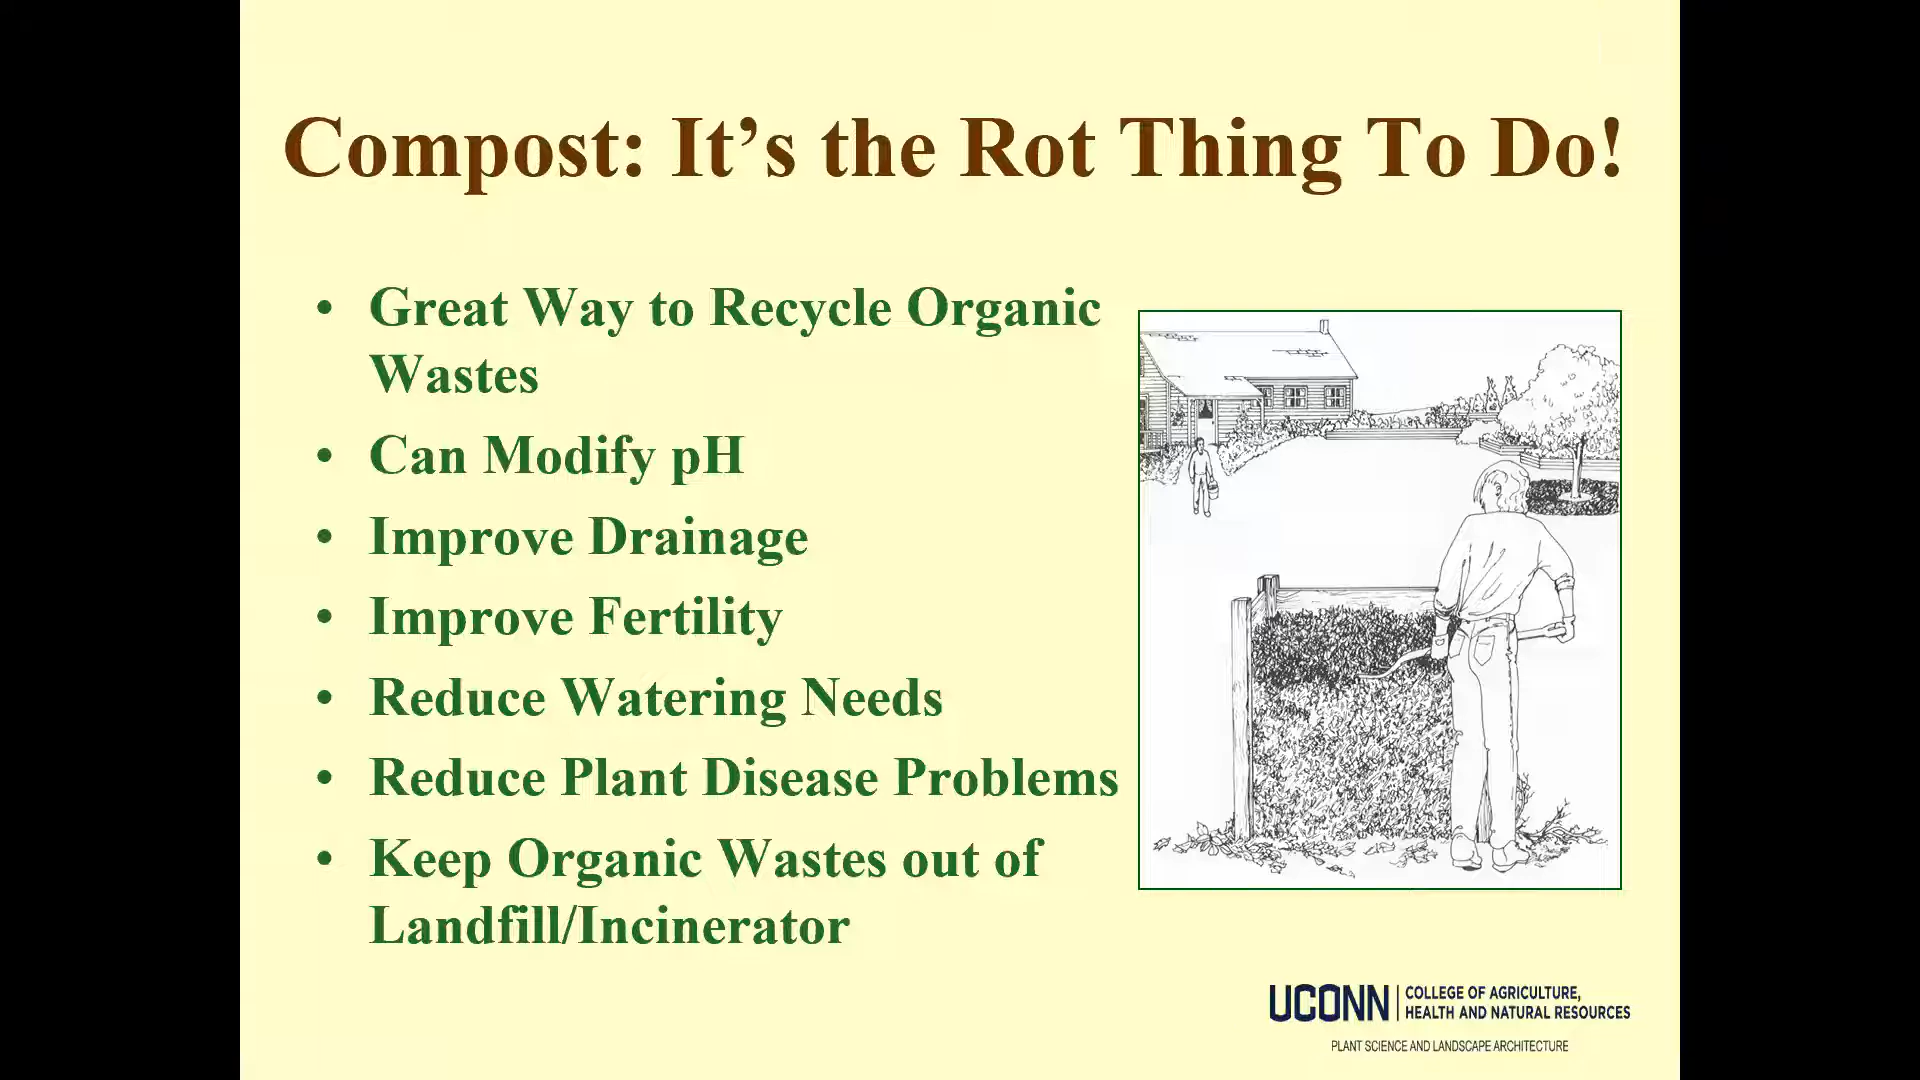 Compost: It’s the Rot Thing To Do!
• Great Way to Recycle Organic
Wastes
• Can Modify pH
• Improve Drainage
• Improve Fertility
• Reduce Watering Needs
• Reduce Plant Disease Problems
• Keep Organic Wastes out of
Landfill/Incinerator
UCONN
COLLEGE OF AGRICULTURE,
HEALTH AND NATURAL RESOURCES
PLANT SCIENCE AND LANDSCAPE ARCHITECTURE